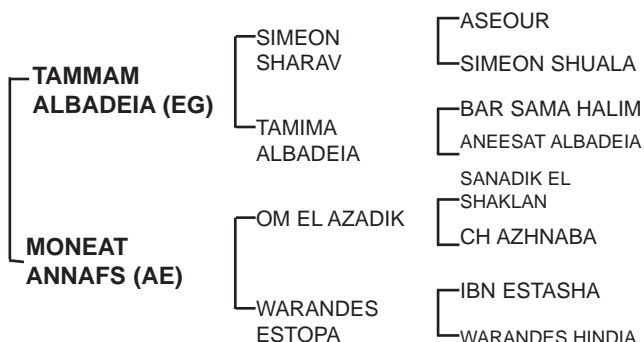 TAMMAM
ALBADEIA (EG)
SIMEON
SHARAV
ASEOUR
SIMEON SHUALA
TAMIMA
ALBADEIA
BAR SAMA HALIM
ANEESAT ALBADEIA
MONEAT
ANNAFS (AE)
OM EL AZADIK
SANADIK EL
SHAKLAN
CH AZHNABA
WARANDES
ESTOPA
IBN ESTASHA
WARANDES HINDIA